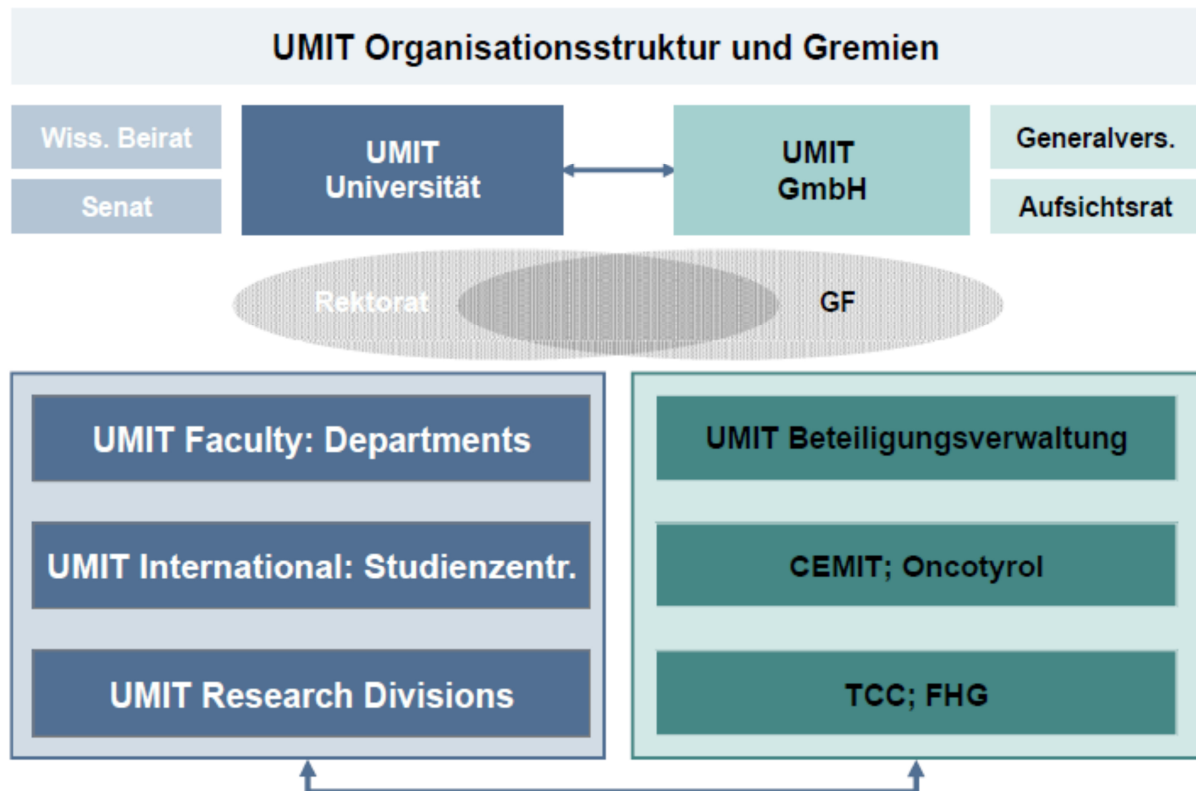 UMIT Organisationsstruktur und Gremien
Wiss. Beirat
Senat
UMIT
Universität
UMIT
GmbH
Generalvers.
Aufsichtsrat
Rektorat
GF
UMIT Faculty: Departments
UMIT International: Studienzentr.
UMIT Research Divisions
UMIT Beteiligungsverwaltung
CEMIT; Oncotyrol
TCC; FHG